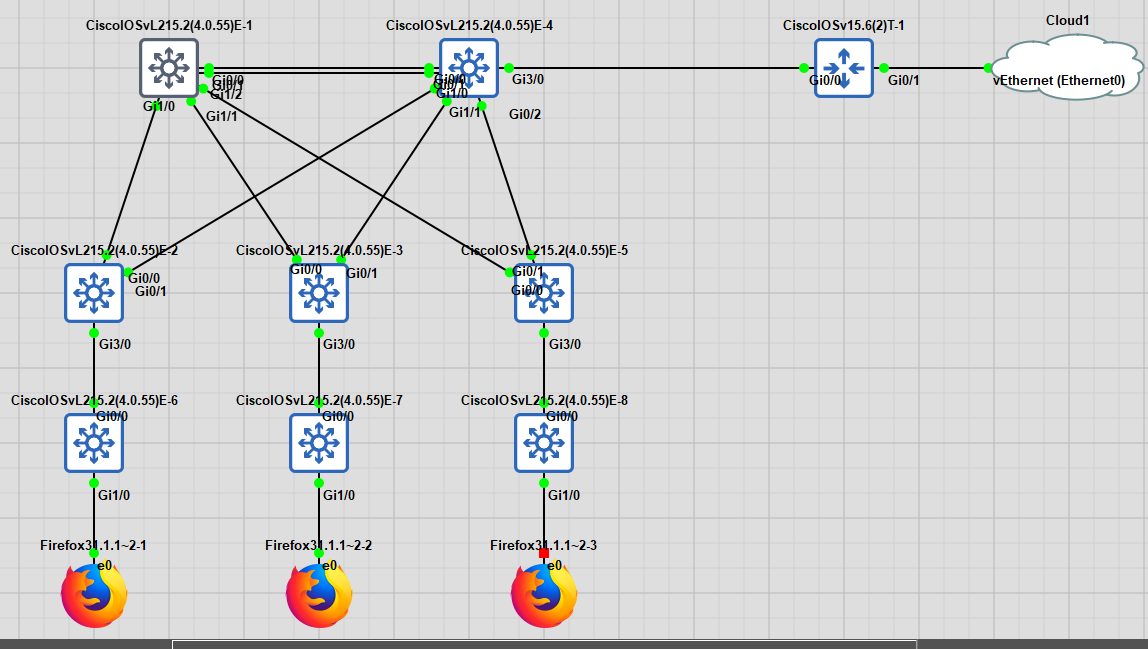 Cloud1
CiscoIOSvL215.2(4.0.55)E-1
CiscoIOSvL215.2(4.0.55)E-4
CiscoIOSv15.6(2)T-1
Gi0/0
Gi0/1
Gi1/2
Gi1/0
Gi1/1
Gi0/0
Gi0/1
Gi1/0
Gi1/1
Gi0/2
Gi3/0
Gi0/0
Gi0/1
vEthernet (Ethernet0)
CiscoIOSvL215.2(4.0.55)E-2
CiscoIOSvL215.2(4.0.55)E-3
CiscoIOSvL215.2(4.0.55)E-5
Gi0/0
Gi0/1
Gi0/0
Gi0/1
Gi0/1
Gi0/0
Gi3/0
Gi3/0
Gi3/0
CiscoIOSvL215.2(4.0.55)E-6
CiscoIOSvL215.2(4.0.55)E-7
CiscoIOSvL215.2(4.0.55)E-8
Gi0/0
Gi0/0
Gi0/0
Gi1/0
Gi1/0
Gi1/0
Firefox31.1.1~2-1
Firefox31.1.1~2-2
Firefox31.1.1~2-3
e0
e0
e0